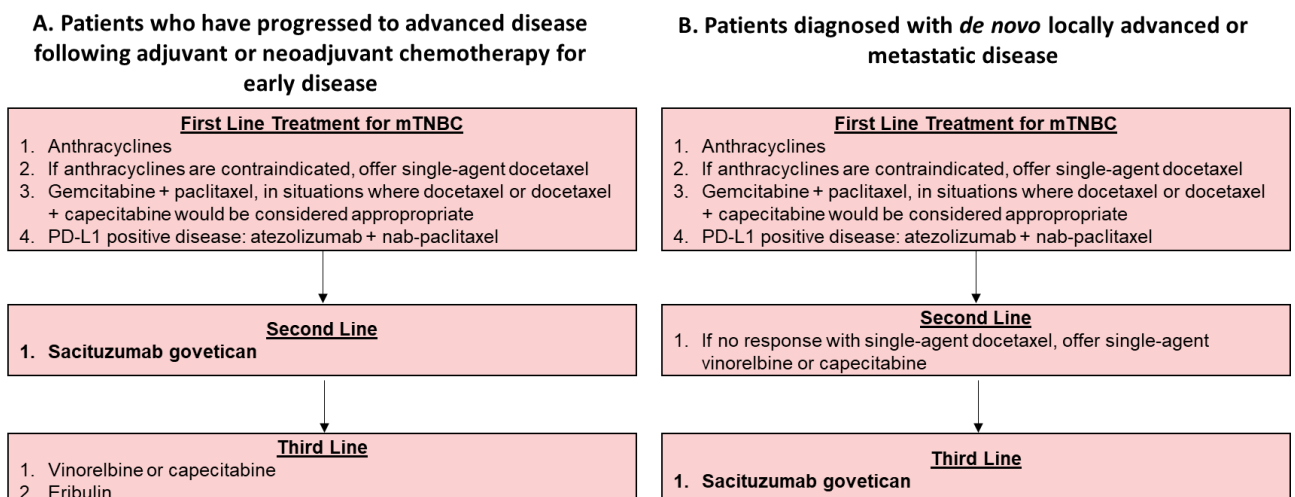 A. Patients who have progressed to advanced disease
following adjuvant or neoadjuvant chemotherapy for
early disease
First Line Treatment for mTNBC
1. Anthracyclines
2. If anthracyclines are contraindicated, offer single-agent docetaxel
3. Gemcitabine + paclitaxel, in situations where docetaxel or docetaxel
+ capecitabine would be considered appropropriate
4. PD-L1 positive disease: atezolizumab + nab-paclitaxel
Second Line
1. Sacituzumab govetican
Third Line
1. Vinorelbine or capecitabine
2. Eribulin
B. Patients diagnosed with de novo locally advanced or
metastatic disease
First Line Treatment for mTNBC
1. Anthracyclines
2. If anthracyclines are contraindicated, offer single-agent docetaxel
3. Gemcitabine + paclitaxel, in situations where docetaxel or docetaxel
+ capecitabine would be considered appropropriate
4. PD-L1 positive disease: atezolizumab + nab-paclitaxel
Second Line
1. If no response with single-agent docetaxel, offer single-agent
vinorelbine or capecitabine
Third Line
1. Sacituzumab govetican